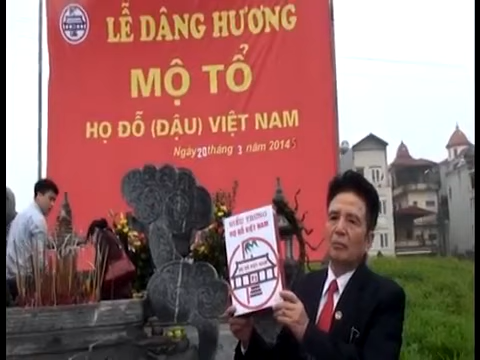 LỄ DÂNG HƯƠNG
MỘ TỔ
HỌ ĐỖ (ĐẬU) VIỆT NAM
Ngày 20 tháng 3 năm 2014
BIỂU TRƯNG
HỌ ĐỖ VIỆT NAM